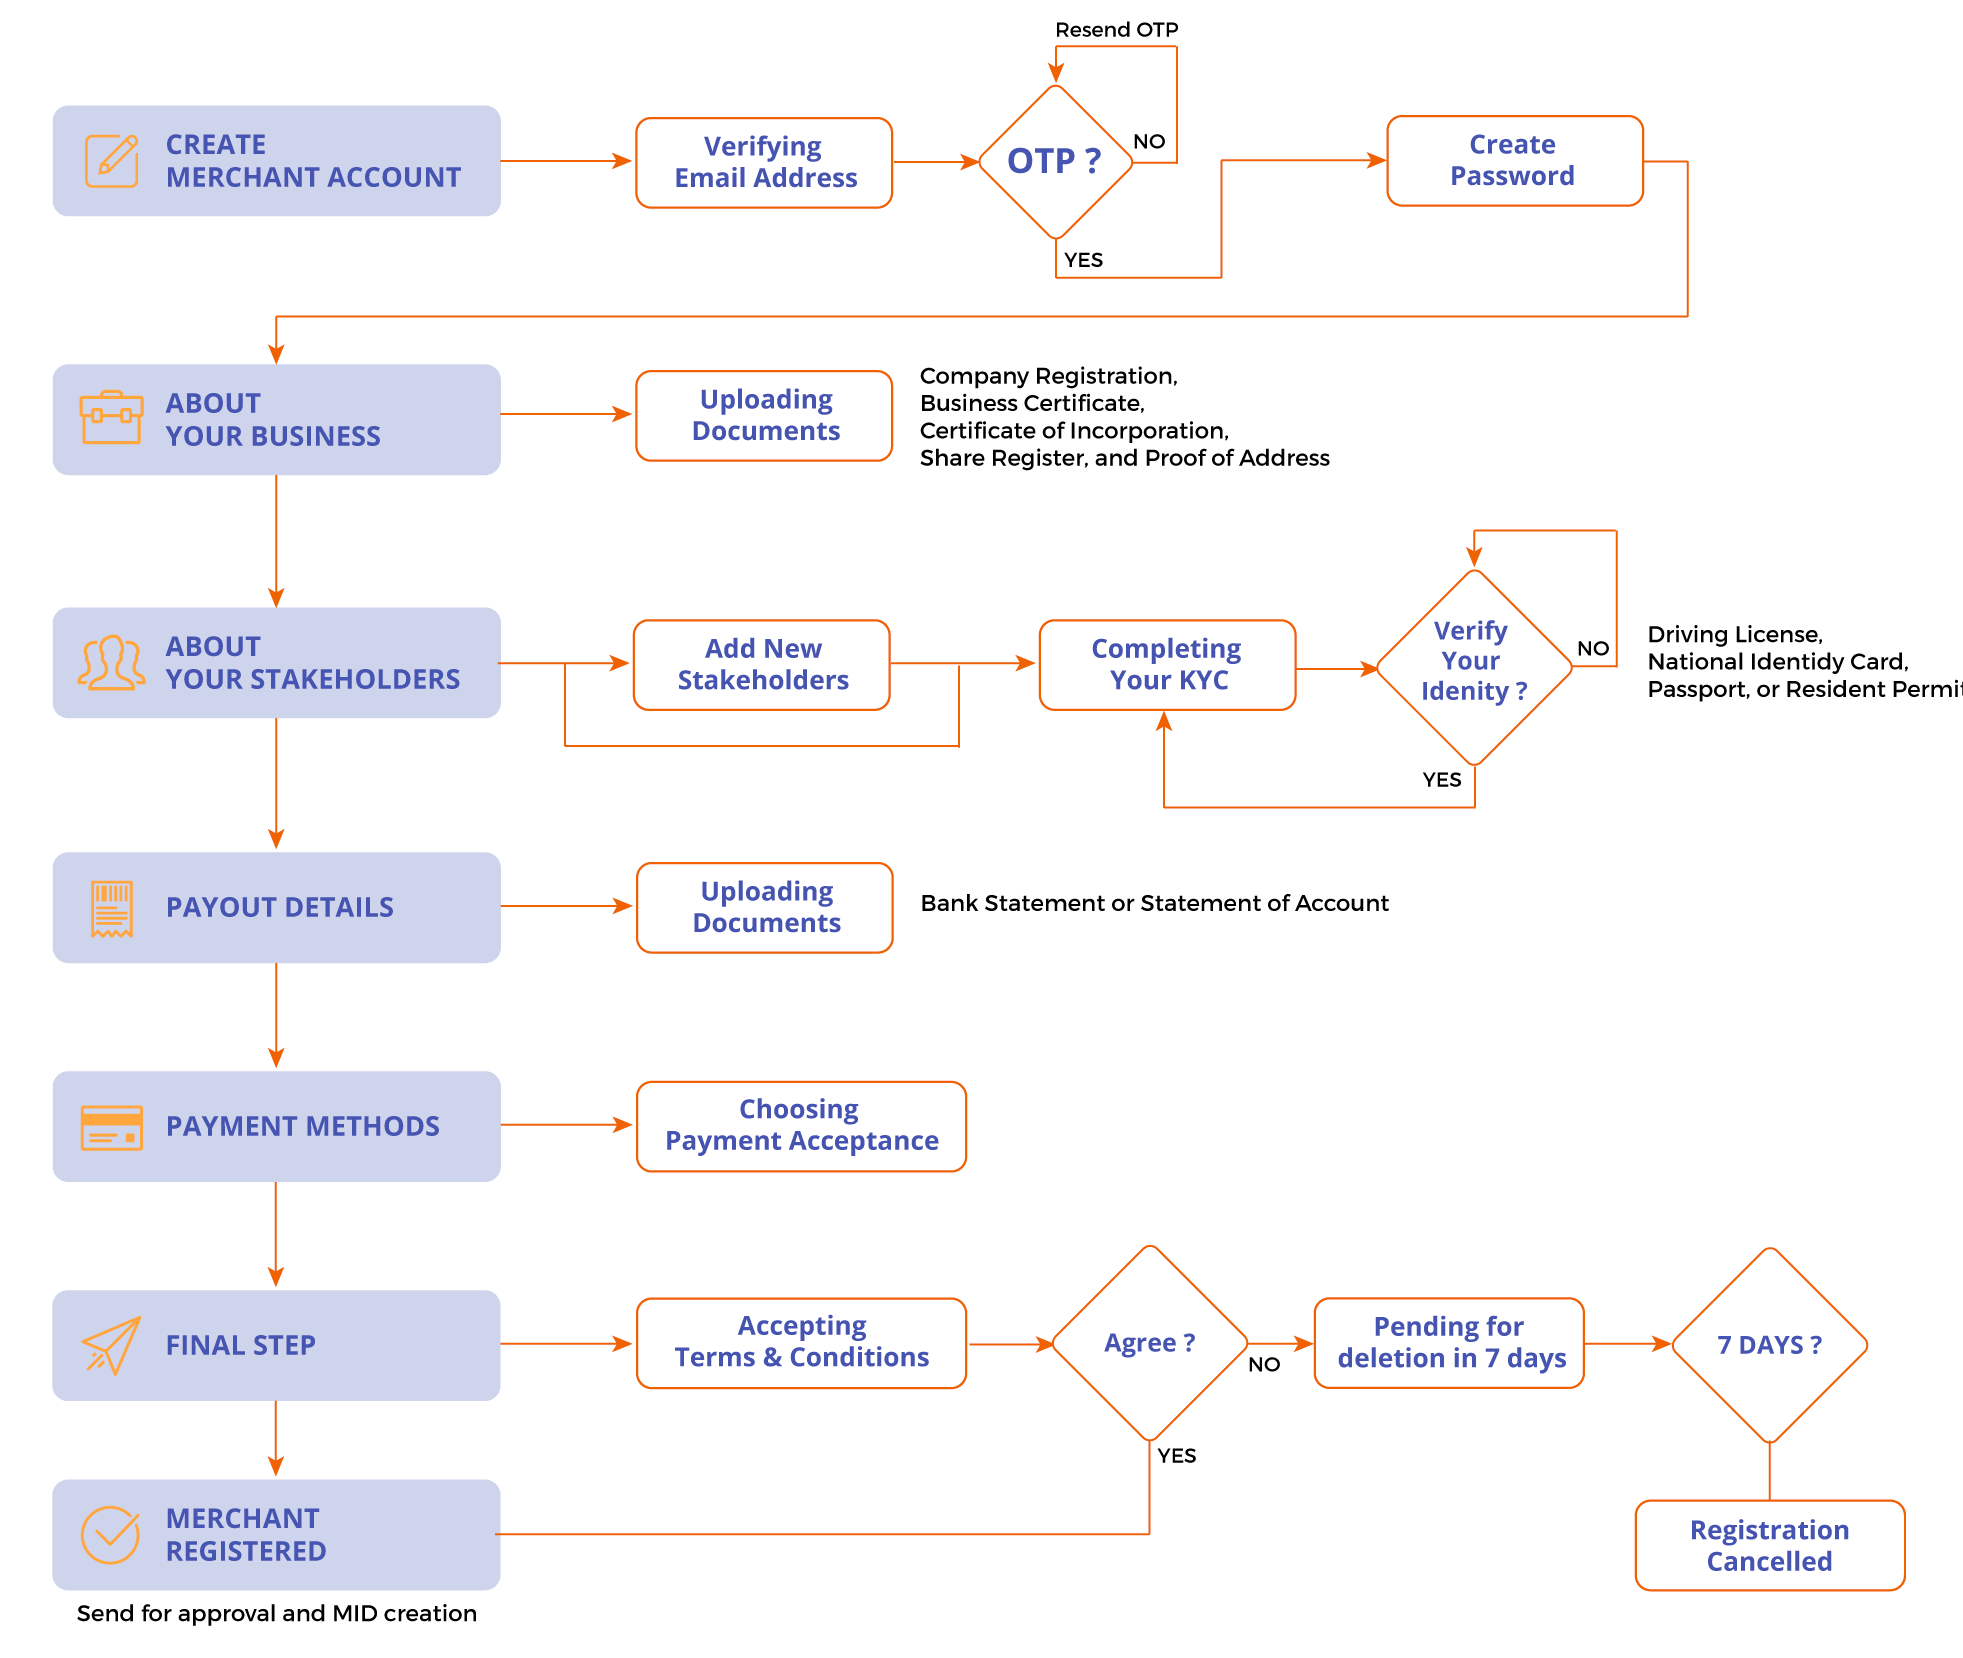 Resend OTP
CREATE
MERCHANT ACCOUNT
Verifying
Email Address
OTP ?
NO
YES
Create
Password
ABOUT
YOUR BUSINESS
Uploading
Documents
Company Registration,
Business Certificate,
Certificate of Incorporation,
Share Register, and Proof of Address
ABOUT
YOUR STAKEHOLDERS
Add New
Stakeholders
Completing
Your KYC
Verify
Your
Idenity ?
NO
YES
Driving License,
National Identidy Card,
Passport, or Resident Permit
PAYOUT DETAILS
Uploading
Documents
Bank Statement or Statement of Account
PAYMENT METHODS
Choosing
Payment Acceptance
FINAL STEP
Accepting
Terms & Conditions
Agree ?
NO
YES
Pending for
deletion in 7 days
7 DAYS ?
MERCHANT
REGISTERED
Registration
Cancelled
Send for approval and MID creation